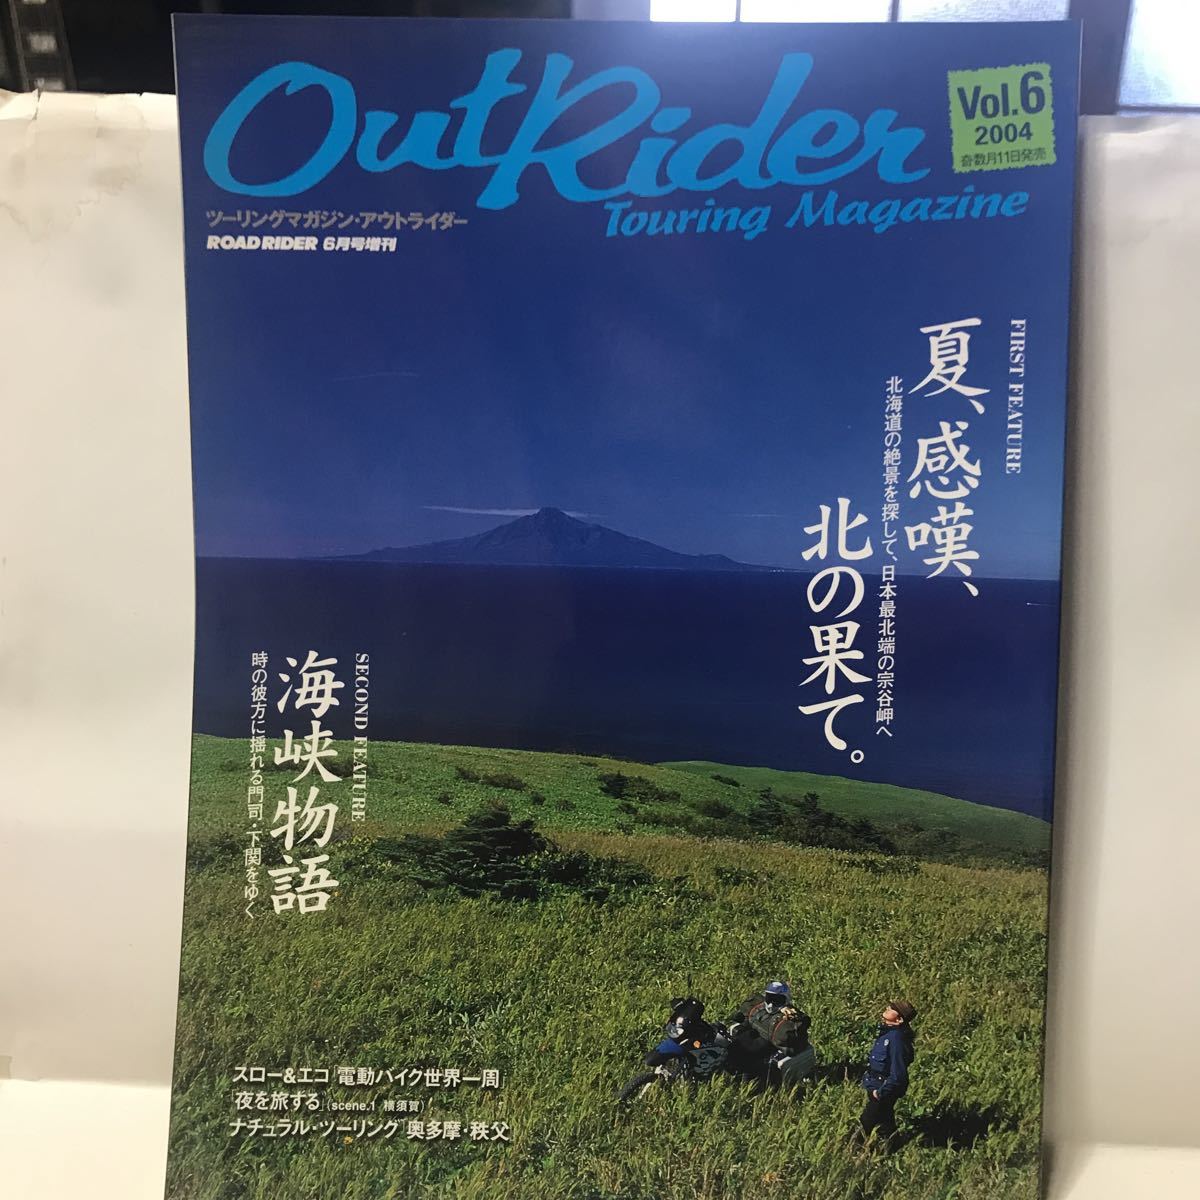 OutRider
Touring Magazine
Vol.6
2004
奇数月11日発売
ツーリングマガジン・アウトライダー
ROAD RIDER 6月号増刊
FIRST FEATURE
夏、感嘆、
北の果て。
北海道の絶景を探して、日本最北端の宗谷岬へ
SECOND FEATURE
海峡物語
時の彼方に揺れる門司・下関をゆく
スロー&エコ「電動バイク世界一周」
「夜を旅する」(scene.1 横須賀)
ナチュラル・ツーリング 奥多摩・秩父